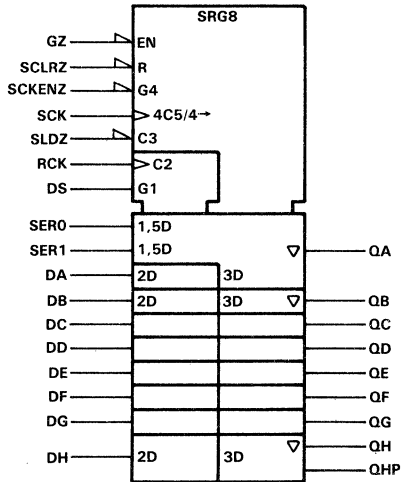 SRG8
GZ EN
SCLRZ R
SCKENZ G4
SCK 4C5/4→
SLDZ C3
RCK C2
DS G1
SER0 1,5D
SER1 1,5D QA
DA 2D 3D
DB 2D 3D QB
DC QC
DD QD
DE QE
DF QF
DG QG
QH
DH 2D 3D
QHP